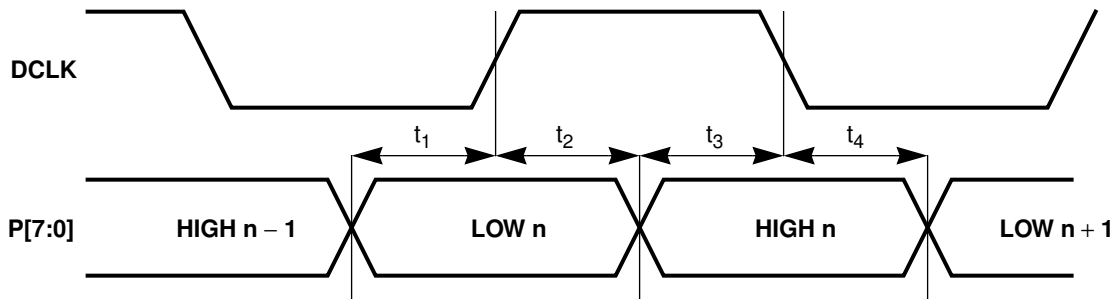 DCLK
t1 t2 t3 t4
P[7:0] HIGH n – 1 LOW n HIGH n LOW n + 1